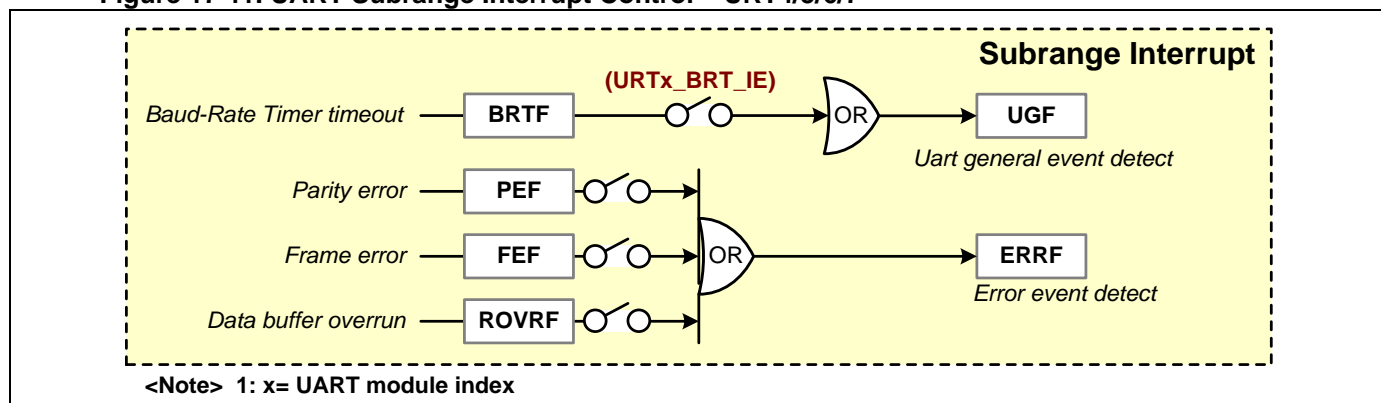 Subrange Interrupt
(URTx_BRT_IE)
Baud-Rate Timer timeout
BRTF
OR
UGF
Uart general event detect
Parity error
PEF
Frame error
FEF
OR
ERRF
Error event detect
Data buffer overrun
ROVRF
<Note> 1: x= UART module index